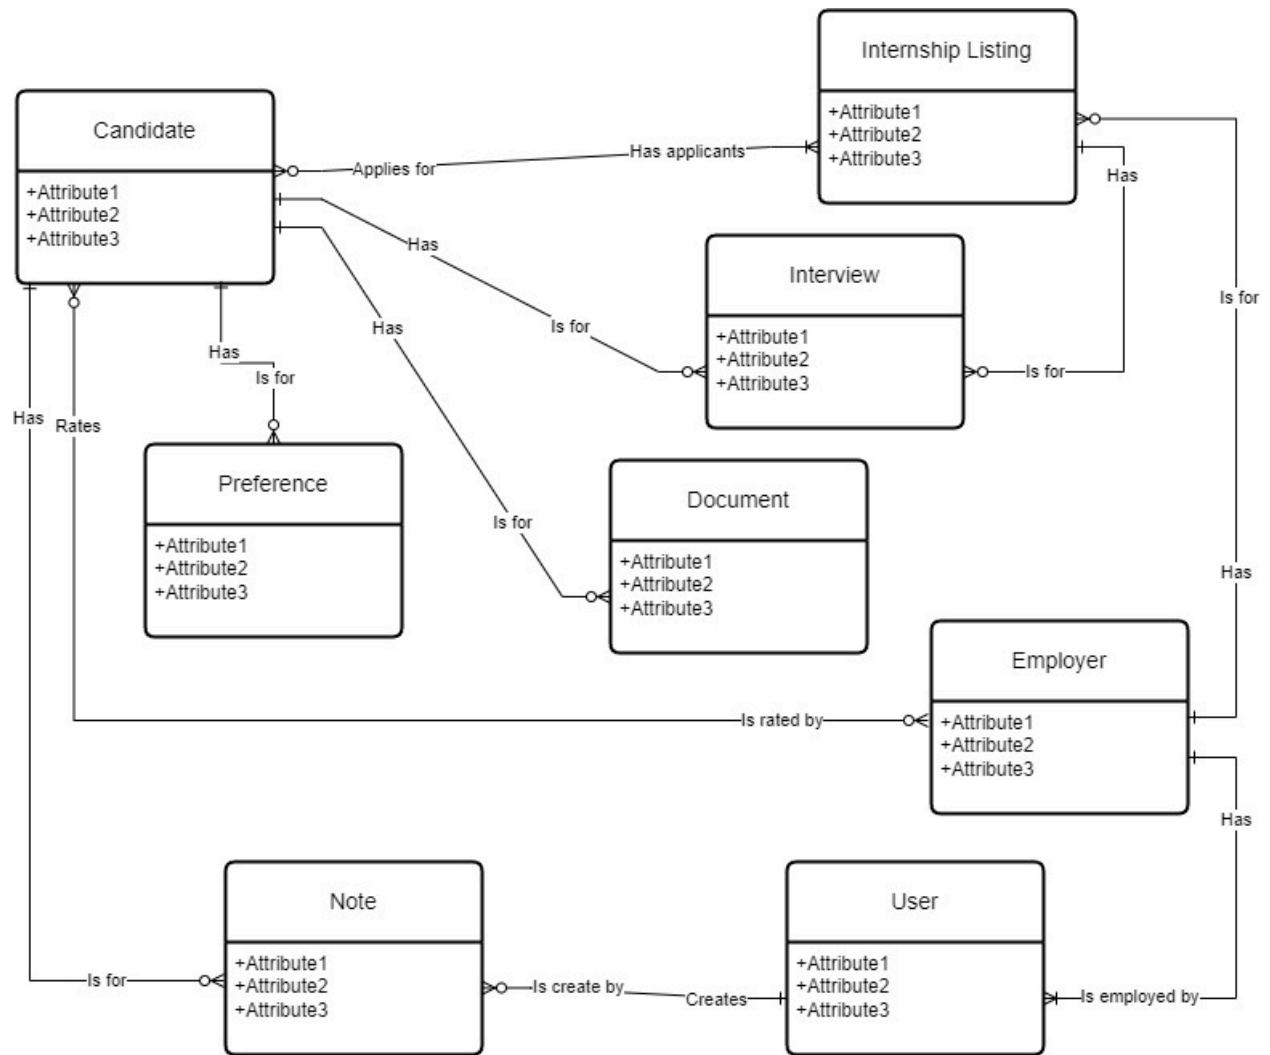 Internship Listing
+Attribute1
+Attribute2
+Attribute3
Candidate
+Attribute1
+Attribute2
+Attribute3
Applies for
Has applicants
Has
Is for
Has
Is for
Interview
+Attribute1
+Attribute2
+Attribute3
Has
Is for
Is for
Has
Has
Is for
Has
Is for
Has
Rates
Preference
+Attribute1
+Attribute2
+Attribute3
Document
+Attribute1
+Attribute2
+Attribute3
Employer
+Attribute1
+Attribute2
+Attribute3
Is rated by
Has
Note
+Attribute1
+Attribute2
+Attribute3
User
+Attribute1
+Attribute2
+Attribute3
Is for
Is create by
Creates
Is employed by